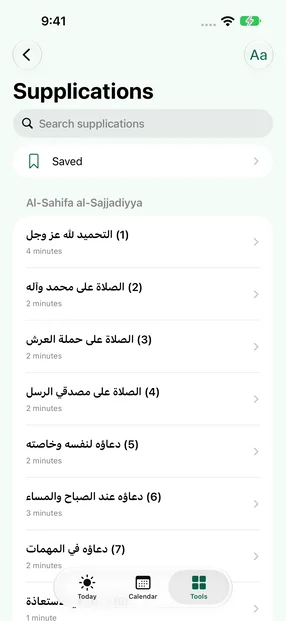 9:41
Aa
Supplications
Search supplications
Saved
Al-Sahifa al-Sajjadiyya
(1) التحميد لله عز وجل
4 minutes
(2) الصلاة على محمد وآله
2 minutes
(3) الصلاة على حملة العرش
2 minutes
(4) الصلاة على مصدقي الرسل
2 minutes
(5) دعاؤه لنفسه وخاصته
2 minutes
(6) دعاؤه عند الصباح والمساء
3 minutes
(7) دعاؤه في المهمات
2 minutes
1 minute
Today
Calendar
Tools